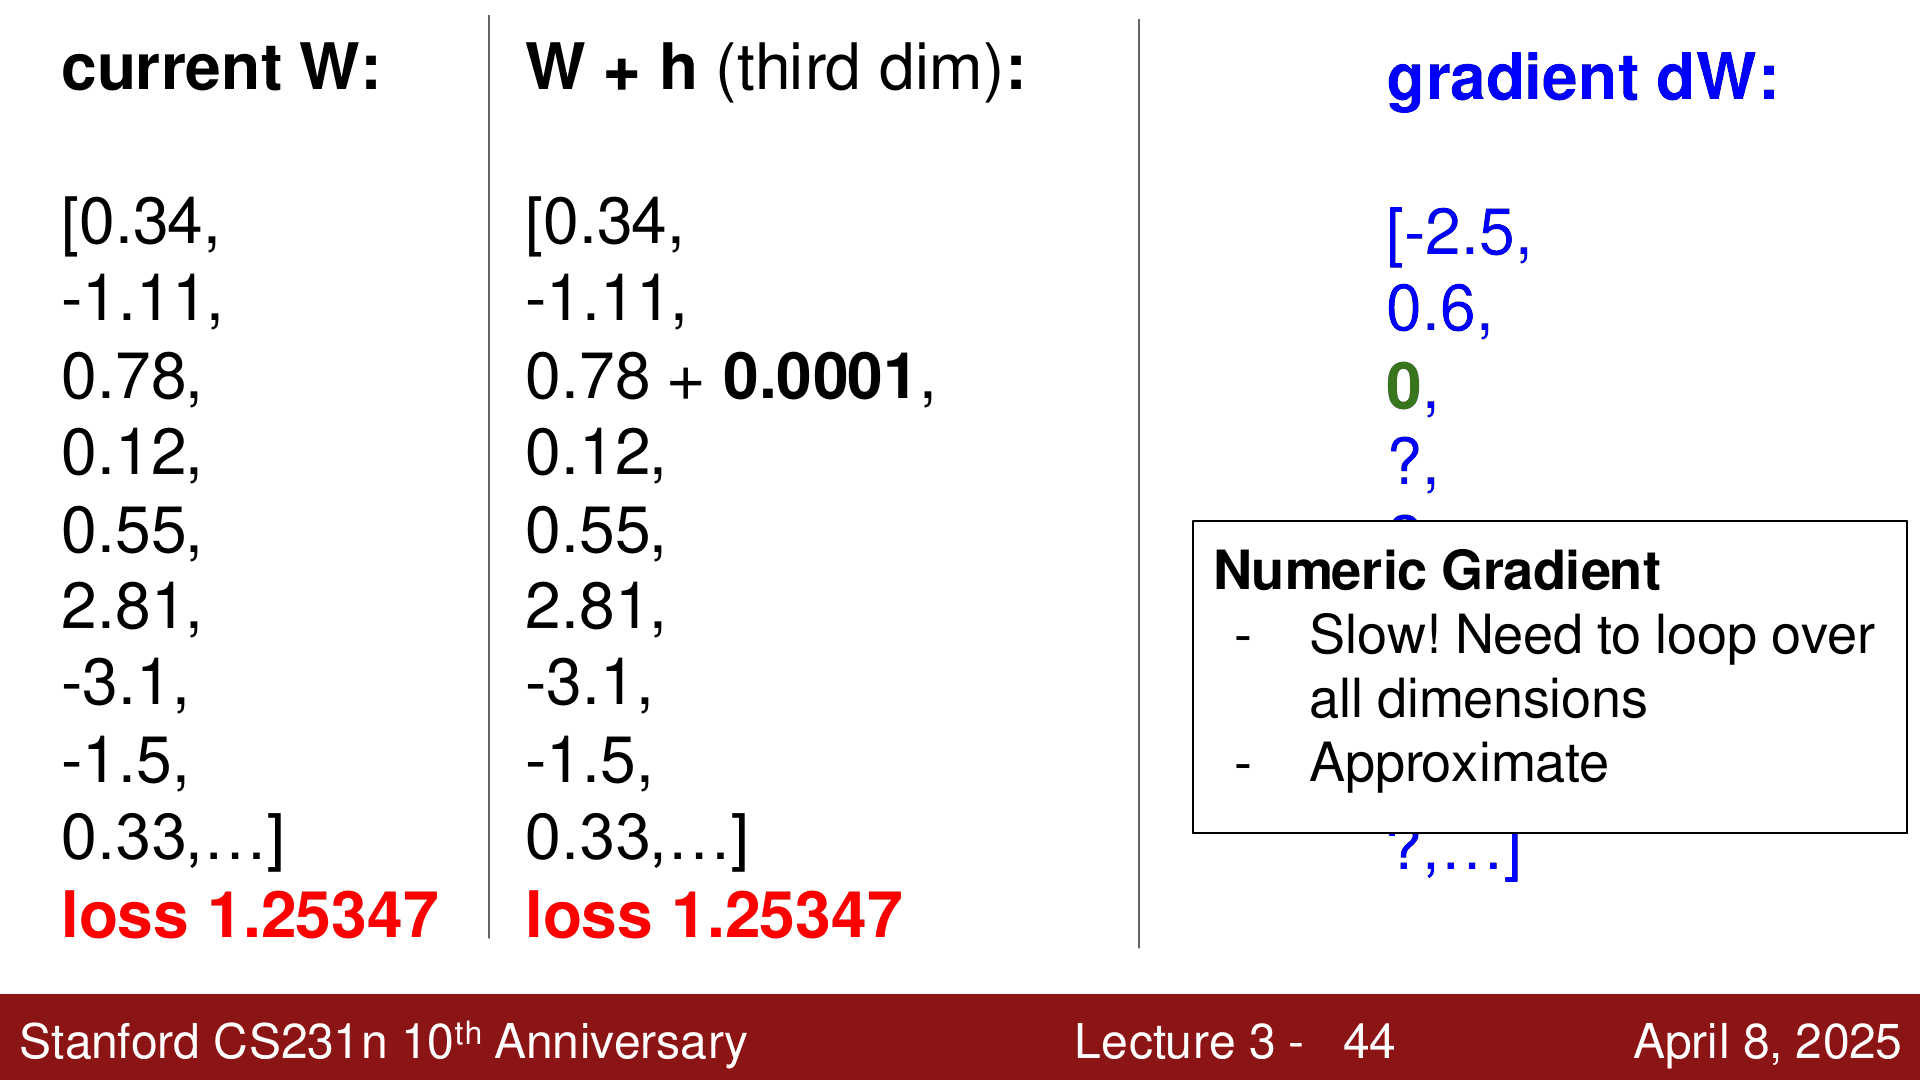 current W:
[0.34,
-1.11,
0.78,
0.12,
0.55,
2.81,
-3.1,
-1.5,
0.33,…]
loss 1.25347
W + h (third dim):
[0.34,
-1.11,
0.78 + 0.0001,
0.12,
0.55,
2.81,
-3.1,
-1.5,
0.33,…]
loss 1.25347
gradient dW:
[-2.5,
0.6,
0,
?,
?,…]
Numeric Gradient
- Slow! Need to loop over
all dimensions
- Approximate
Stanford CS231n 10th Anniversary
Lecture 3 - 44
April 8, 2025